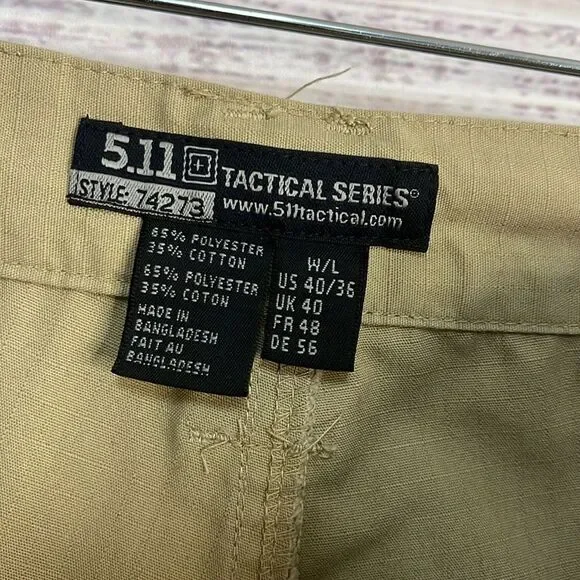 5.11 TACTICAL SERIES®
STYLE: 74273 www.511tactical.com
65% POLYESTER
35% COTTON
65% POLYESTER
35% COTON
MADE IN
BANGLADESH
FAIT AU
BANGLADESH
W/L
US 40/36
UK 40
FR 48
DE 56